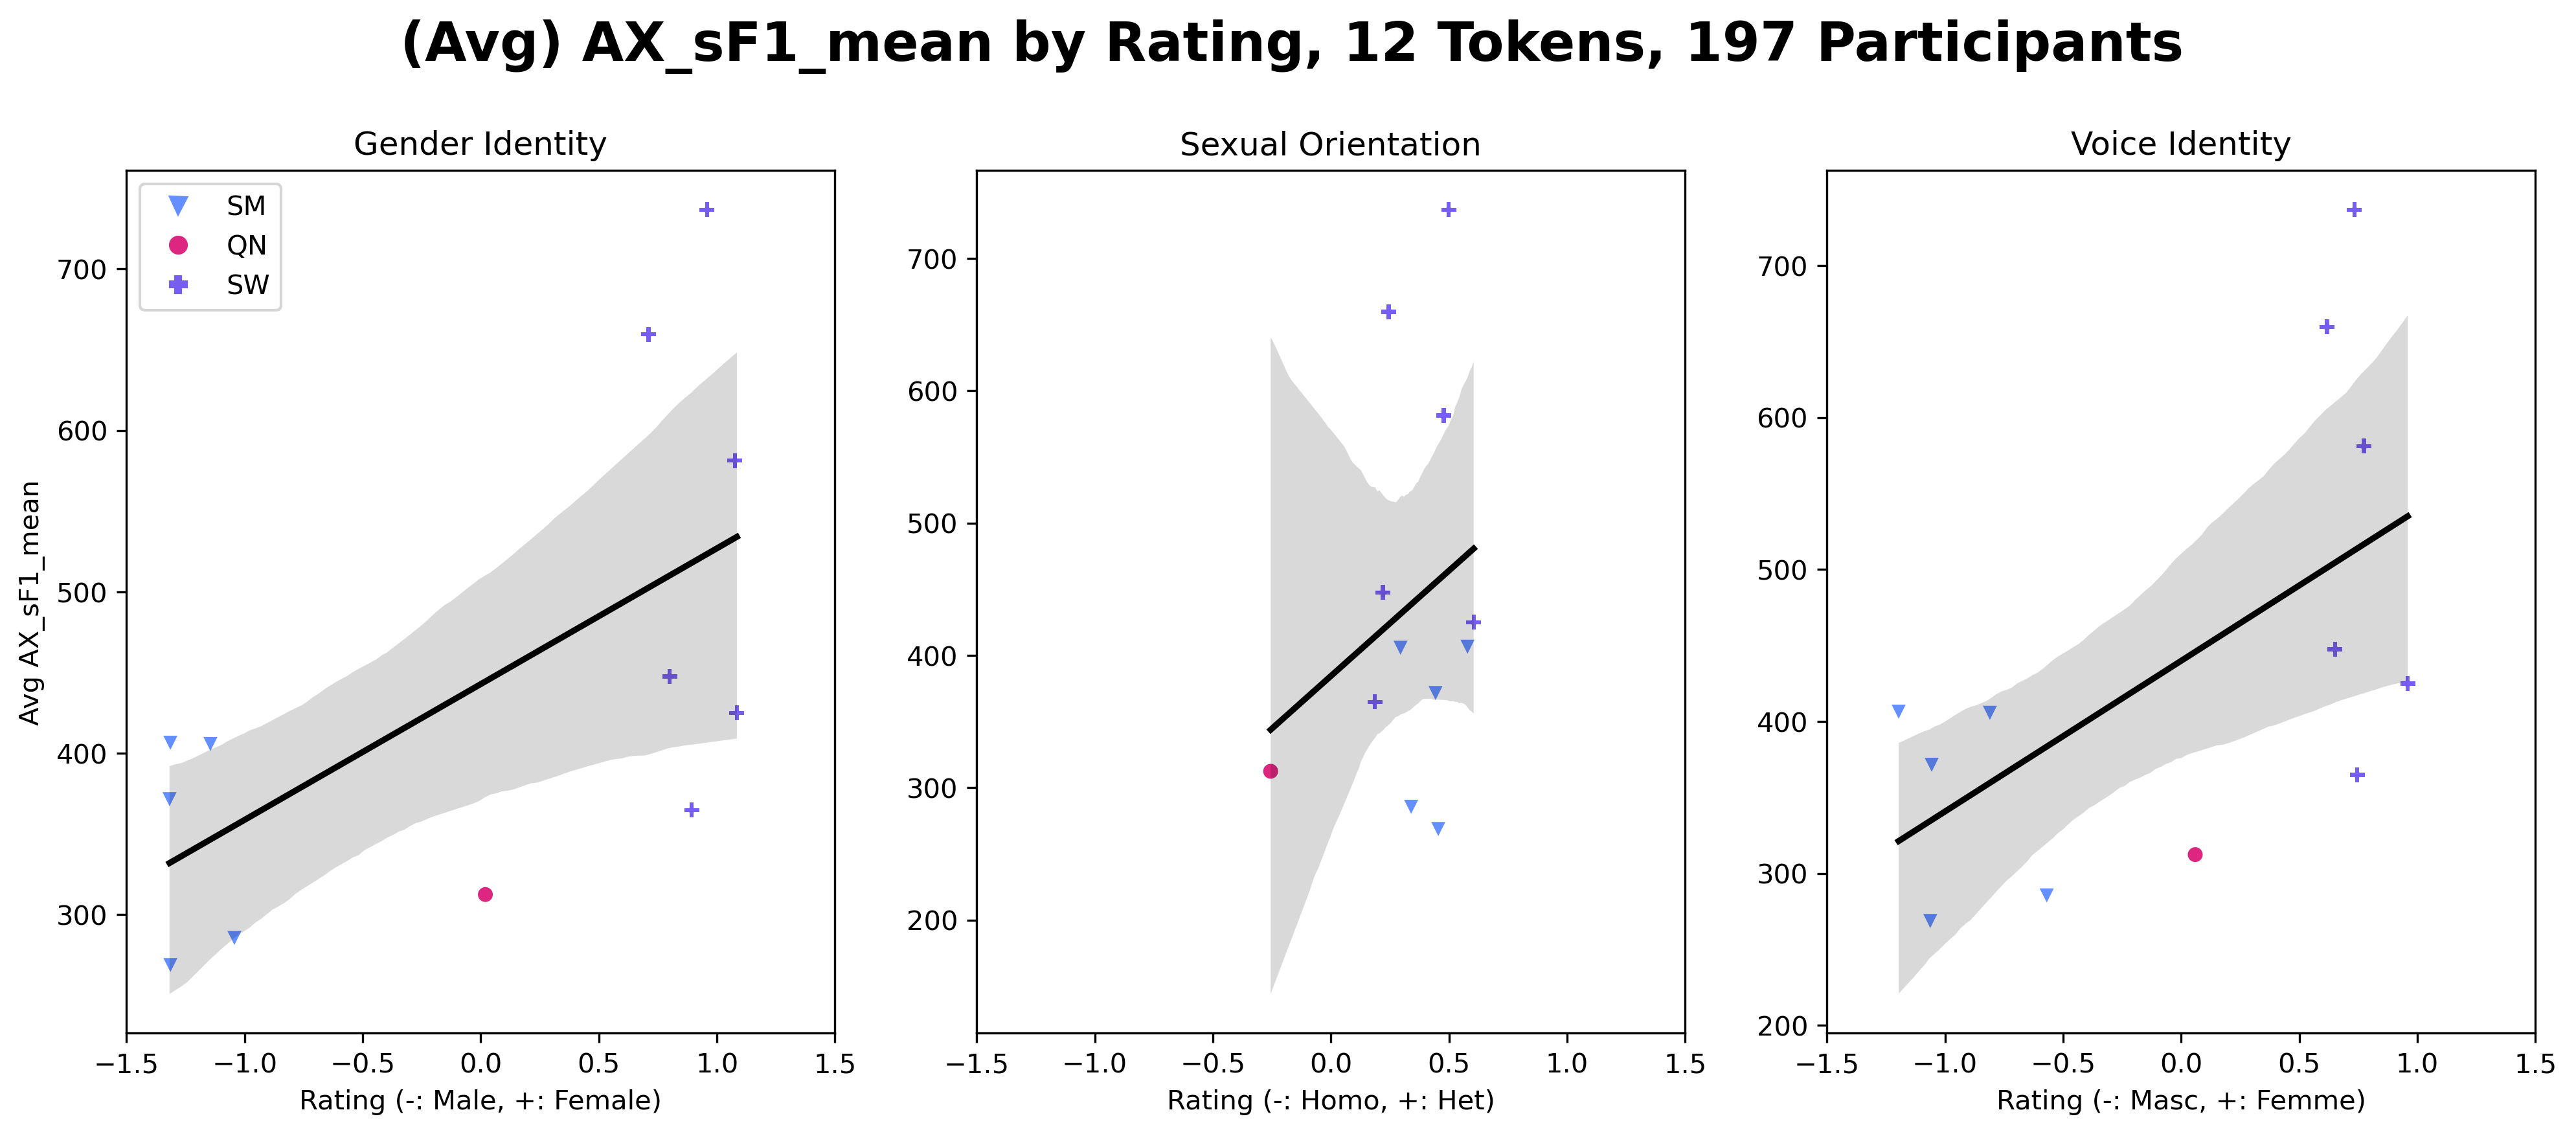 (Avg) AX_sF1_mean by Rating, 12 Tokens, 197 Participants
Gender Identity
SM
QN
SW
700
600
500
400
300
Avg AX_sF1_mean
−1.5 −1.0 −0.5 0.0 0.5 1.0 1.5
Rating (-: Male, +: Female)
Sexual Orientation
700
600
500
400
300
200
−1.5 −1.0 −0.5 0.0 0.5 1.0 1.5
Rating (-: Homo, +: Het)
Voice Identity
700
600
500
400
300
200
−1.5 −1.0 −0.5 0.0 0.5 1.0 1.5
Rating (-: Masc, +: Femme)